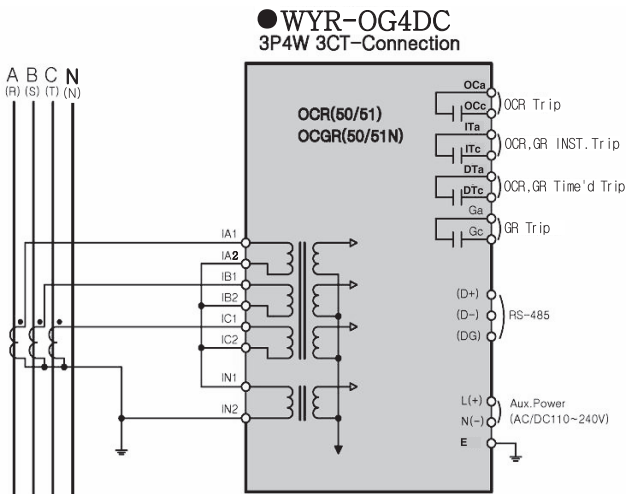 ●WYR-OG4DC
3P4W 3CT-Connection
A B C N
(R) (S) (T) (N)
OCR(50/51)
OCGR(50/51N)
OCa
OCc
OCR Trip
ITa
ITc
OCR,GR INST.Trip
DTa
DTc
OCR,GR Time'd Trip
Ga
Gc
GR Trip
IA1
IA2
IB1
IB2
IC1
IC2
IN1
IN2
(D+)
(D-)
(DG)
RS-485
L(+)
N(-)
Aux.Power
(AC/DC110~240V)
E